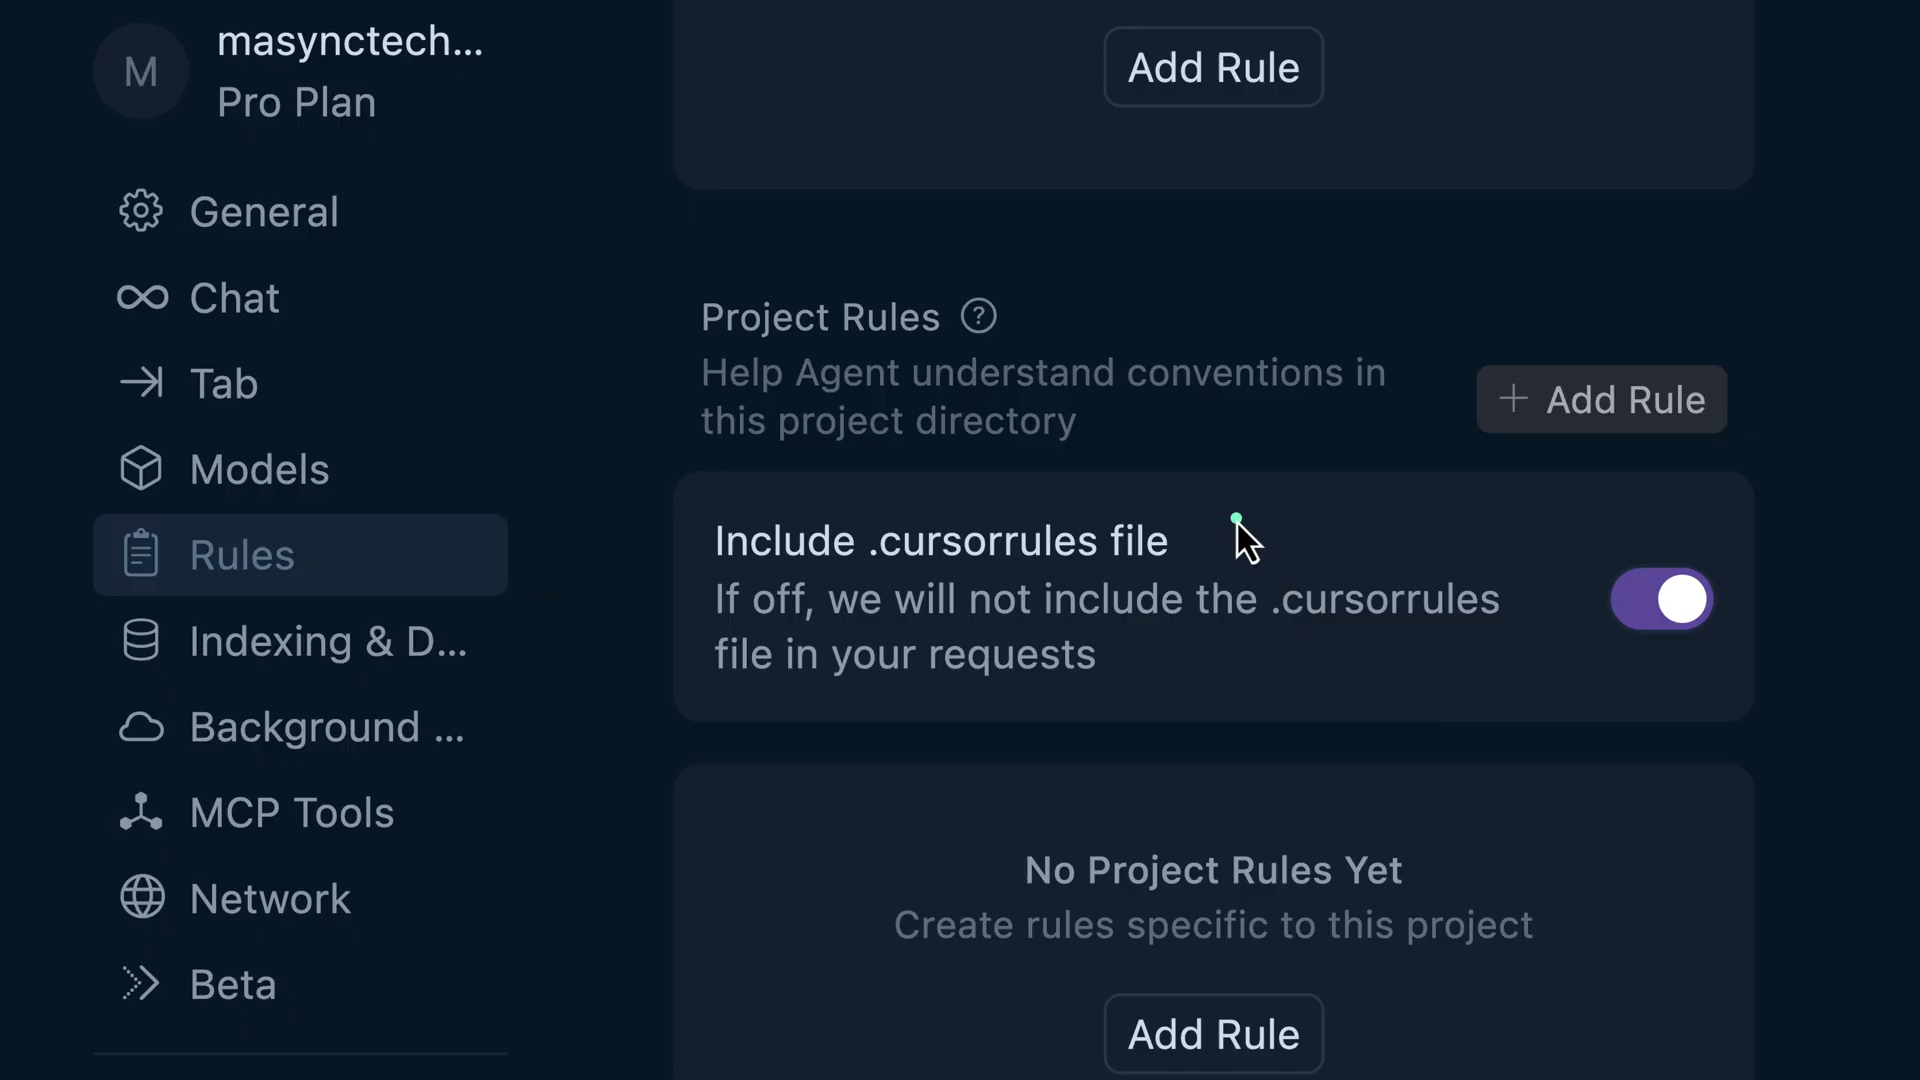 M
masynctech...
Pro Plan
General
Chat
Tab
Models
Rules
Indexing & D...
Background ...
MCP Tools
Network
Beta
Add Rule
Project Rules ?
Help Agent understand conventions in
this project directory
+ Add Rule
Include .cursorrules file
If off, we will not include the .cursorrules
file in your requests
No Project Rules Yet
Create rules specific to this project
Add Rule